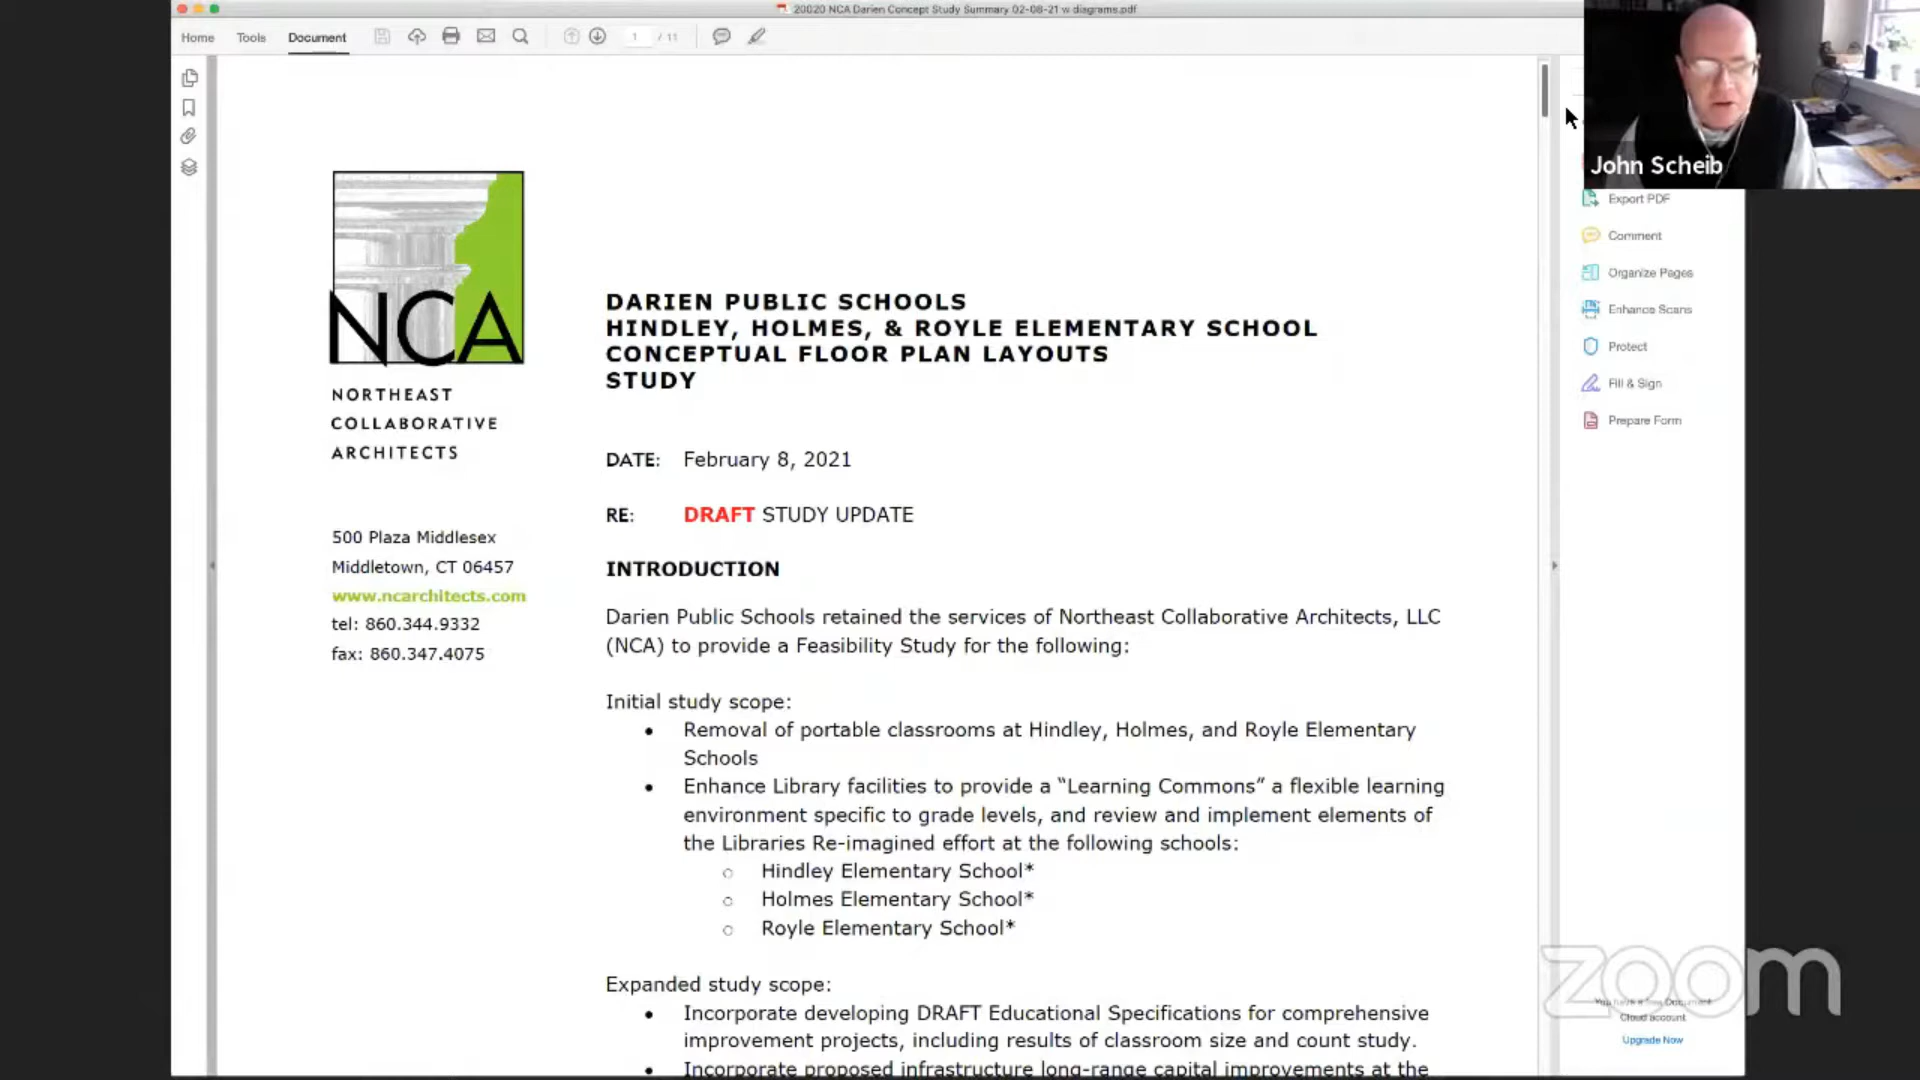 20020 NCA Darien Concept Study Summary 02-08-21 w diagrams.pdf
Home Tools Document 1 / 11
John Scheib
Export PDF
Comment
Organize Pages
Enhance Scans
Protect
Fill & Sign
Prepare Form
NCA
NORTHEAST
COLLABORATIVE
ARCHITECTS
500 Plaza Middlesex
Middletown, CT 06457
www.ncarchitects.com
tel: 860.344.9332
fax: 860.347.4075
DARIEN PUBLIC SCHOOLS
HINDLEY, HOLMES, & ROYLE ELEMENTARY SCHOOL
CONCEPTUAL FLOOR PLAN LAYOUTS
STUDY
DATE: February 8, 2021
RE: DRAFT STUDY UPDATE
INTRODUCTION
Darien Public Schools retained the services of Northeast Collaborative Architects, LLC
(NCA) to provide a Feasibility Study for the following:
Initial study scope:
• Removal of portable classrooms at Hindley, Holmes, and Royle Elementary
Schools
• Enhance Library facilities to provide a “Learning Commons” a flexible learning
environment specific to grade levels, and review and implement elements of
the Libraries Re-imagined effort at the following schools:
○ Hindley Elementary School*
○ Holmes Elementary School*
○ Royle Elementary School*
Expanded study scope:
• Incorporate developing DRAFT Educational Specifications for comprehensive
improvement projects, including results of classroom size and count study.
• Incorporate proposed infrastructure long-range capital improvements at the
zoom
You have a free Document
Cloud account
Upgrade Now